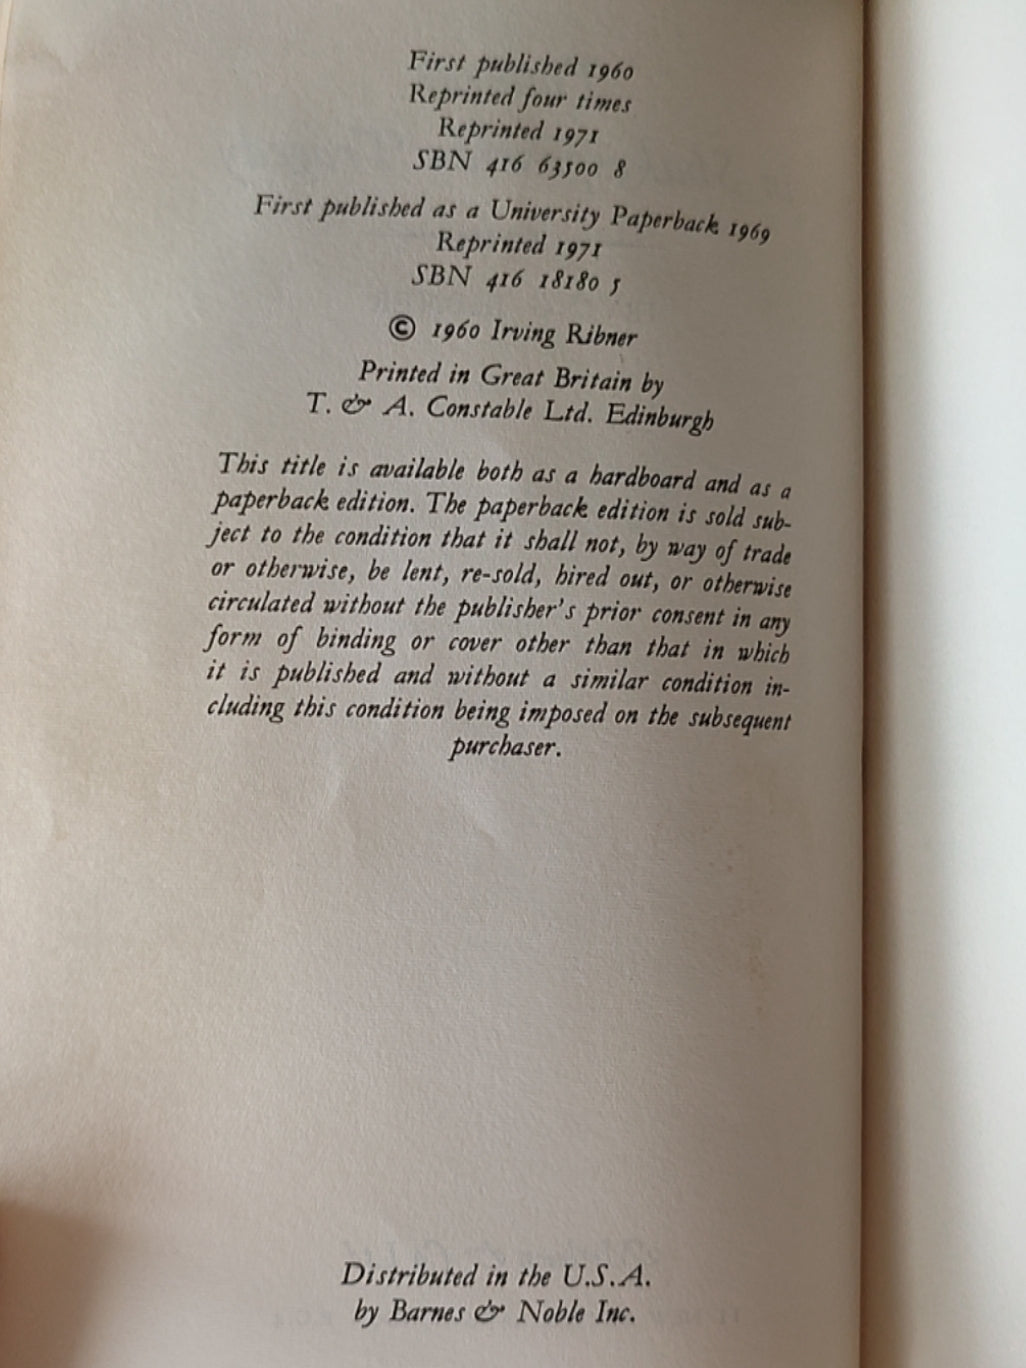 First published 1960
Reprinted four times
Reprinted 1971
SBN 416 63500 8
First published as a University Paperback 1969
Reprinted 1971
SBN 416 18180 5
© 1960 Irving Ribner
Printed in Great Britain by
T. & A. Constable Ltd. Edinburgh
This title is available both as a hardboard and as a
paperback edition. The paperback edition is sold sub-
ject to the condition that it shall not, by way of trade
or otherwise, be lent, re-sold, hired out, or otherwise
circulated without the publisher's prior consent in any
form of binding or cover other than that in which
it is published and without a similar condition in-
cluding this condition being imposed on the subsequent
purchaser.
Distributed in the U.S.A.
by Barnes & Noble Inc.